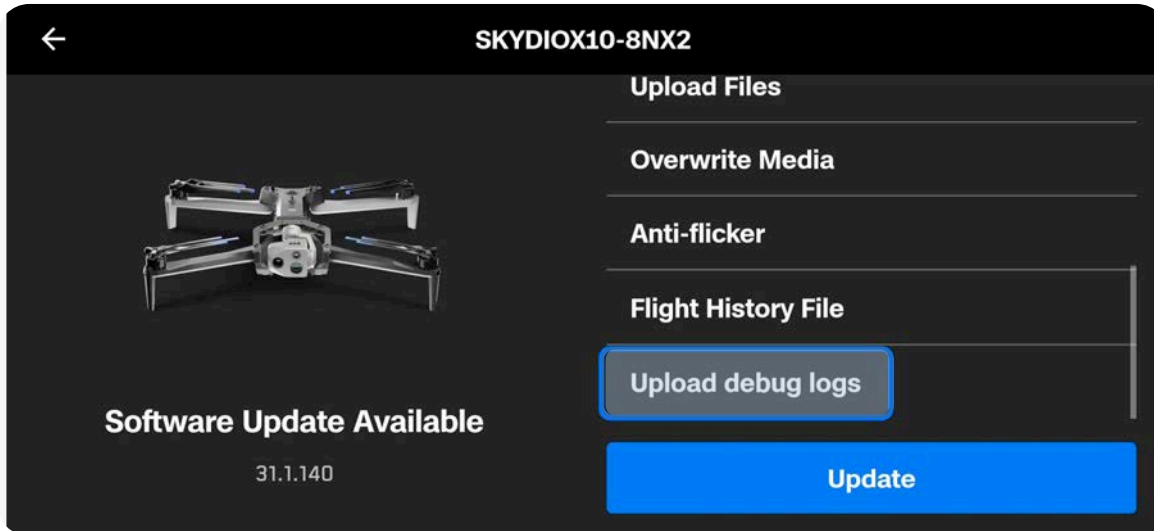 SKYDIOX10-8NX2
Software Update Available
31.1.140
Upload Files
Overwrite Media
Anti-flicker
Flight History File
Upload debug logs
Update